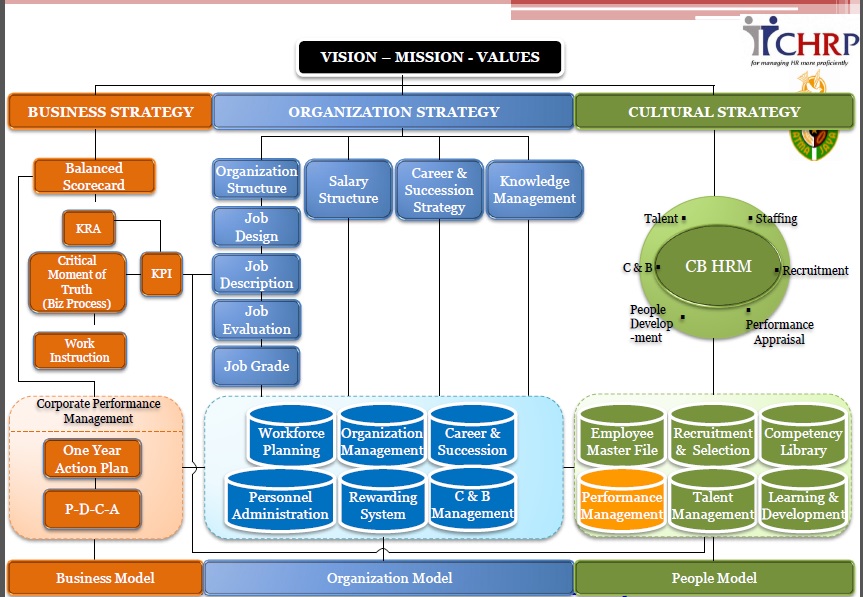 CHRP
for managing HR more proficiently
VISION – MISSION - VALUES
BUSINESS STRATEGY
ORGANIZATION STRATEGY
CULTURAL STRATEGY
Balanced
Scorecard
KRA
Critical
Moment of
Truth
(Biz Process)
KPI
Work
Instruction
Organization
Structure
Job
Design
Job
Description
Job
Evaluation
Job Grade
Salary
Structure
Career &
Succession
Strategy
Knowledge
Management
Talent
Staffing
C & B
CB HRM
Recruitment
People
Develop
-ment
Performance
Appraisal
Corporate Performance
Management
One Year
Action Plan
P-D-C-A
Workforce
Planning
Organization
Management
Career &
Succession
Personnel
Administration
Rewarding
System
C & B
Management
Employee
Master File
Recruitment
& Selection
Competency
Library
Performance
Management
Talent
Management
Learning &
Development
Business Model
Organization Model
People Model